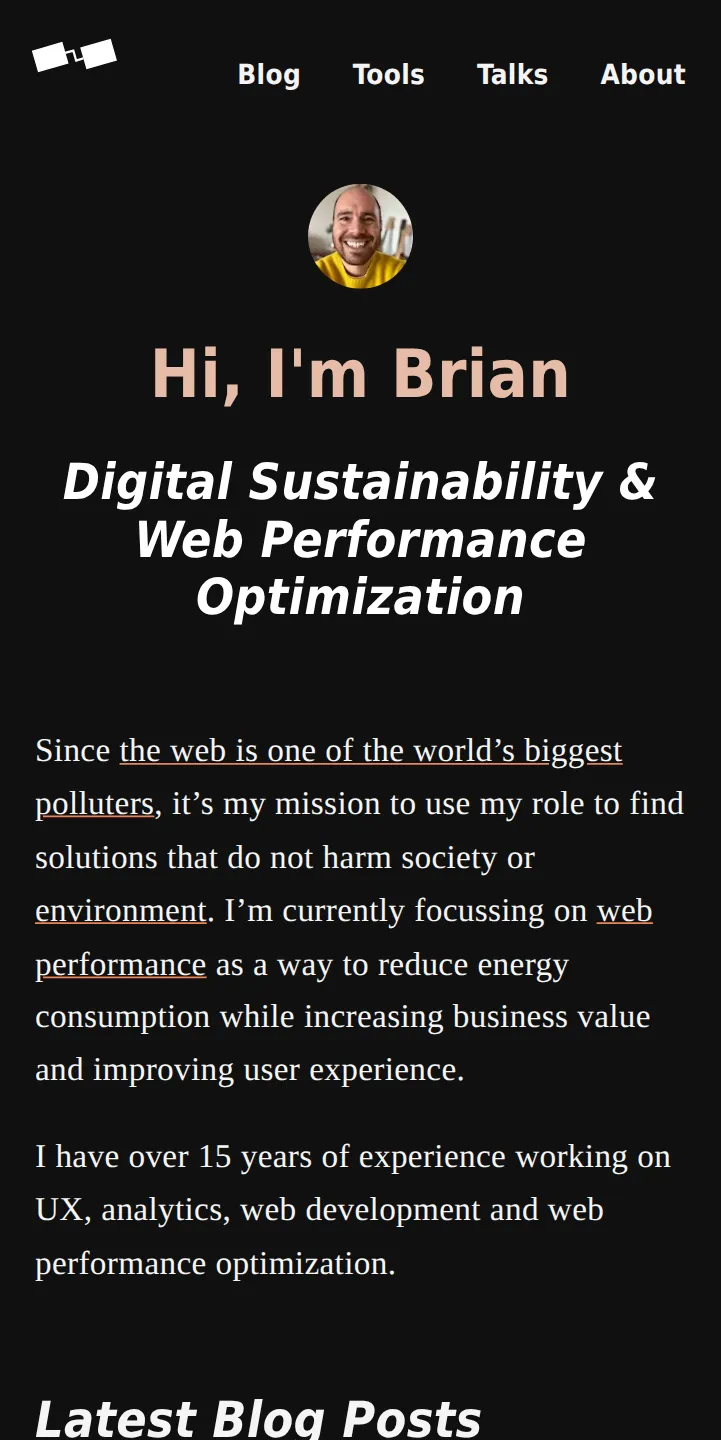 Blog Tools Talks About
Hi, I'm Brian
Digital Sustainability &
Web Performance
Optimization
Since the web is one of the world’s biggest
polluters, it’s my mission to use my role to find
solutions that do not harm society or
environment. I’m currently focussing on web
performance as a way to reduce energy
consumption while increasing business value
and improving user experience.
I have over 15 years of experience working on
UX, analytics, web development and web
performance optimization.
Latest Blog Posts